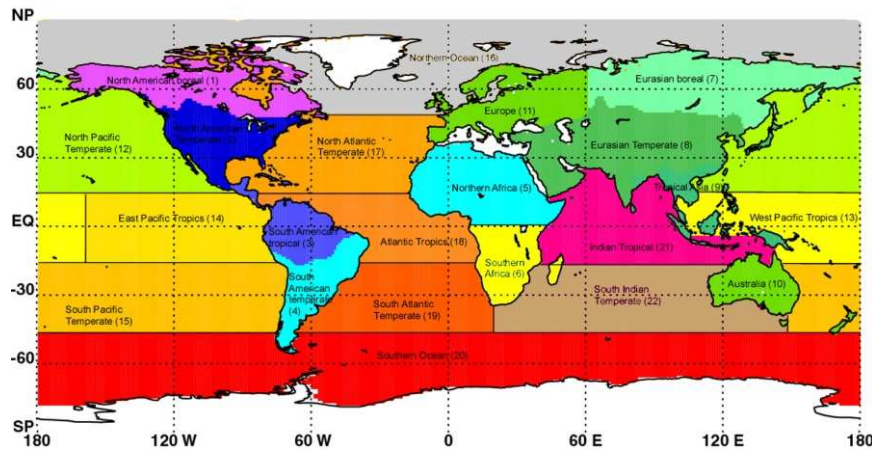 NP
60
30
EQ
-30
-60
SP
180
120 W
60 W
0
60 E
120 E
180
Northern Ocean (16)
North American boreal (1)
Eurasian boreal (7)
Europe (11)
North American
Temperate (2)
North Pacific
Temperate (12)
North Atlantic
Temperate (17)
Eurasian Temperate (8)
Northern Africa (5)
Tropical Asia (9)
East Pacific Tropics (14)
South American
tropical (3)
Atlantic Tropics (18)
Indian Tropical (21)
West Pacific Tropics (13)
Southern
Africa (6)
South
American
temperate
(4)
South Pacific
Temperate (15)
South Atlantic
Temperate (19)
South Indian
Temperate (22)
Australia (10)
Southern Ocean (20)